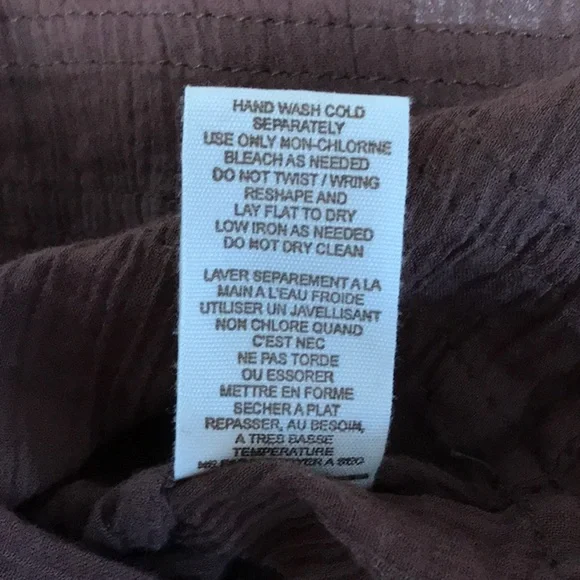 HAND WASH COLD
SEPARATELY
USE ONLY NON-CHLORINE
BLEACH AS NEEDED
DO NOT TWIST / WRING
RESHAPE AND
LAY FLAT TO DRY
LOW IRON AS NEEDED
DO NOT DRY CLEAN
LAVER SEPAREMENT A LA
MAIN A L'EAU FROIDE
UTILISER UN JAVELLISANT
NON CHLORE QUAND
C'EST NEC
NE PAS TORDE
OU ESSORER
METTRE EN FORME
SECHER A PLAT
REPASSER, AU BESOIN,
A TRES BASSE
TEMPERATURE
NE A SEC